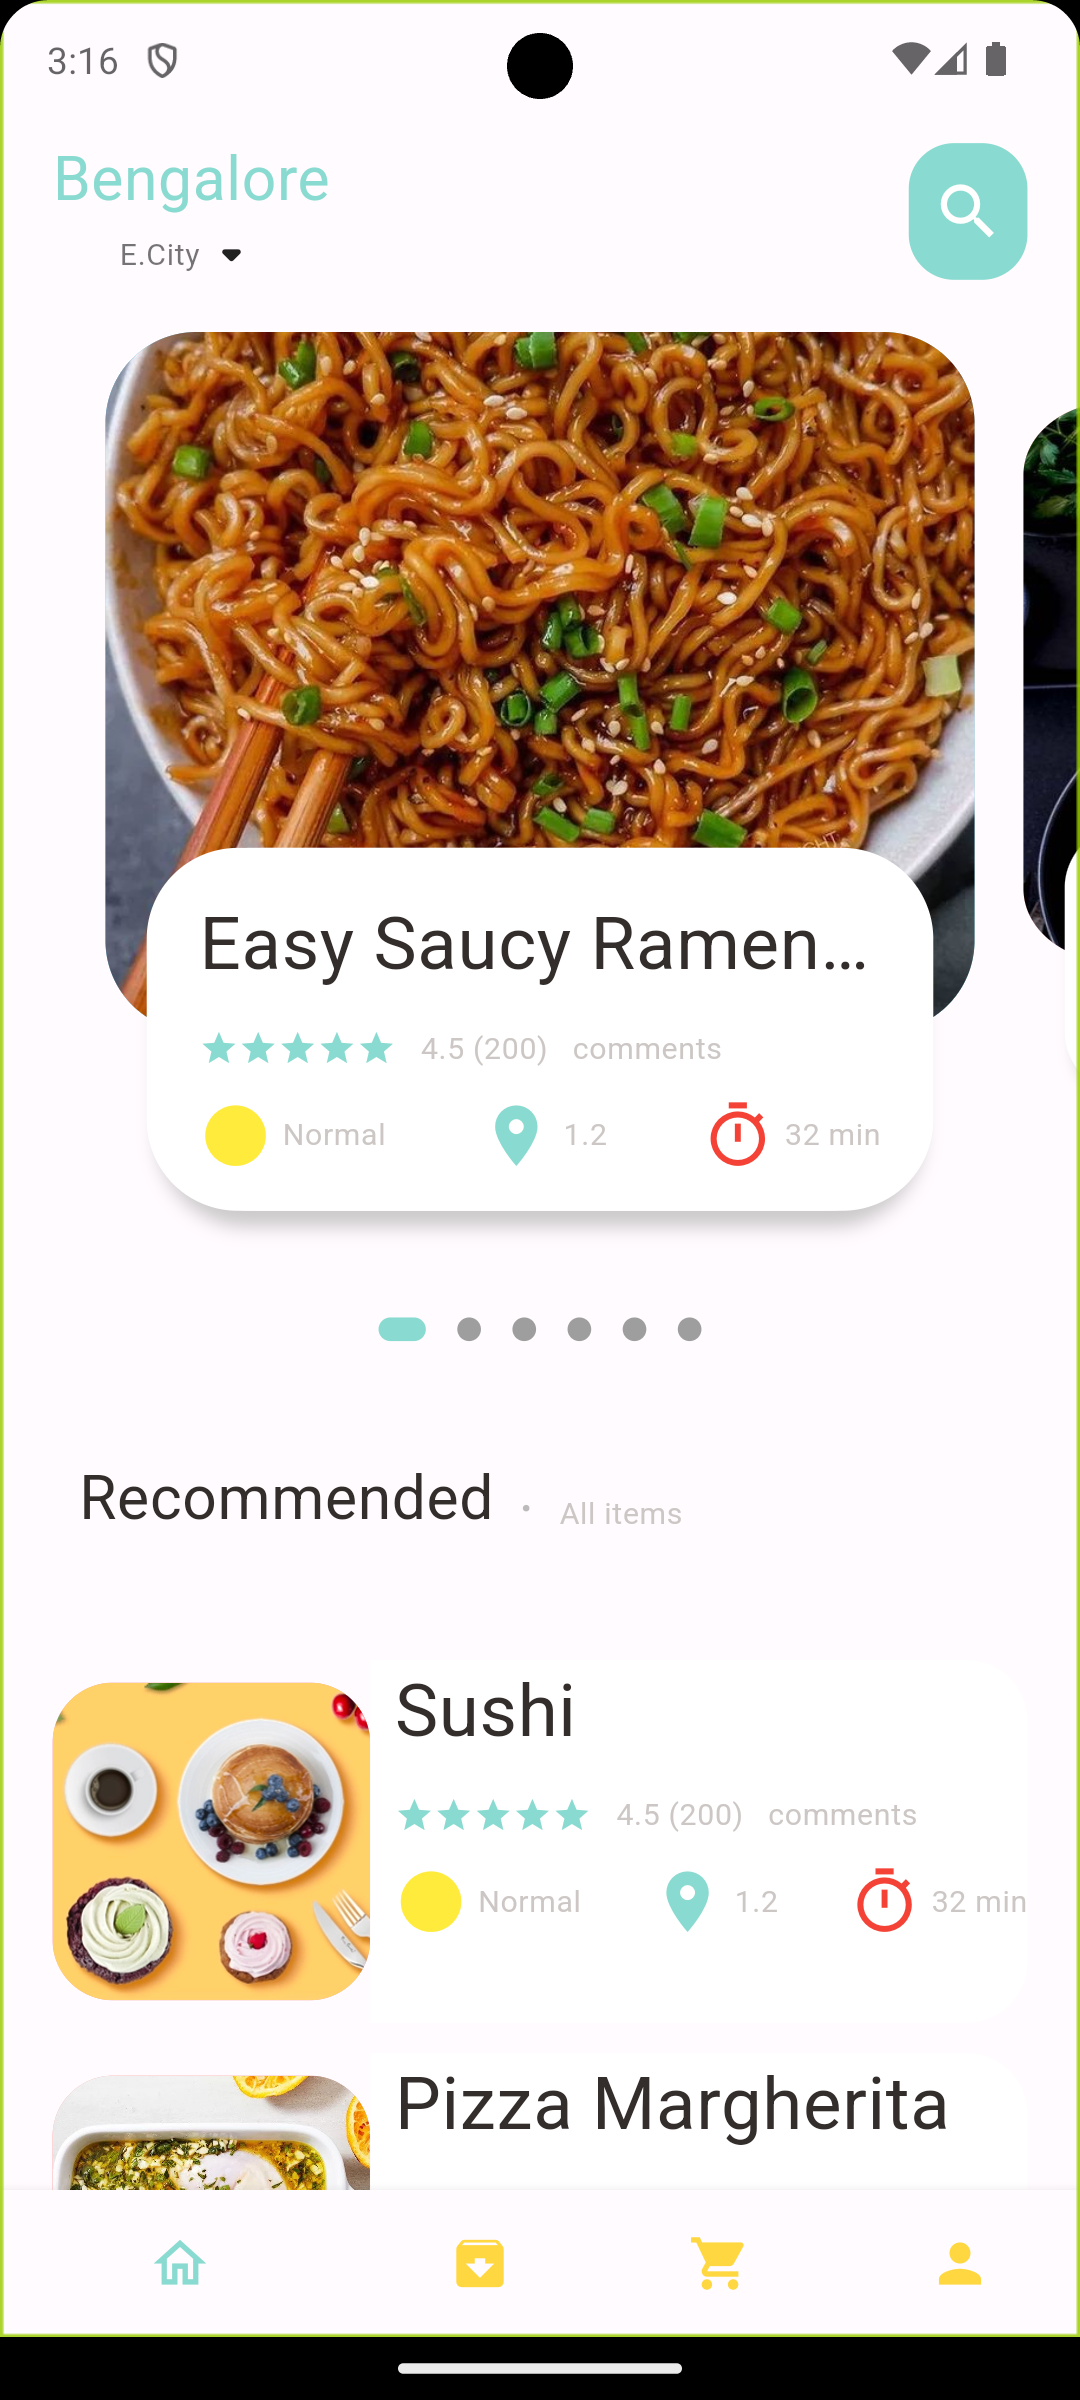 3:16
Bengalore
E.City
Easy Saucy Ramen...
4.5 (200) comments
Normal 1.2 32 min
Recommended · All items
Sushi
4.5 (200) comments
Normal 1.2 32 min
Pizza Margherita